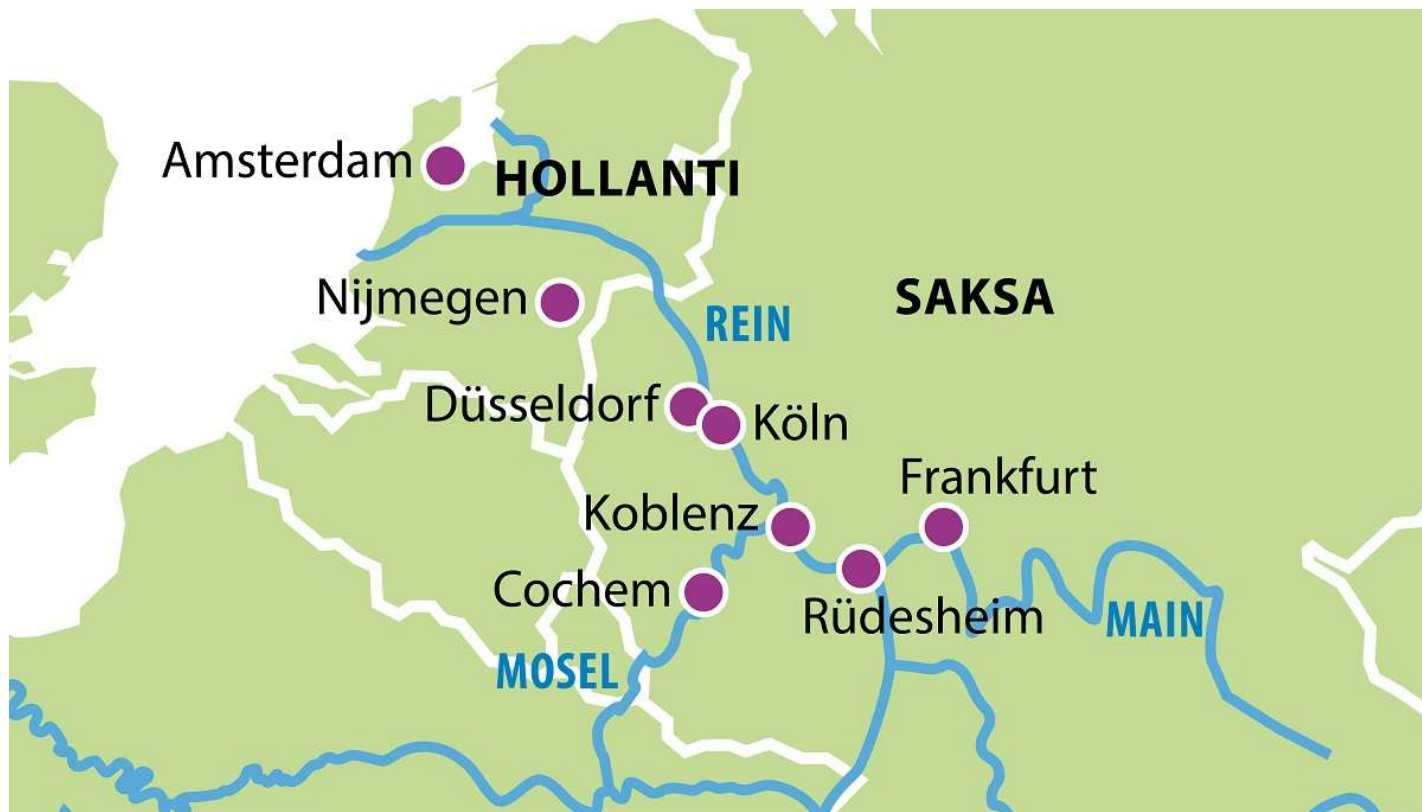 Amsterdam
HOLLANTI
Nijmegen
SAKSA
REIN
Düsseldorf
Köln
Frankfurt
Koblenz
Cochem
Rüdesheim
MAIN
MOSEL